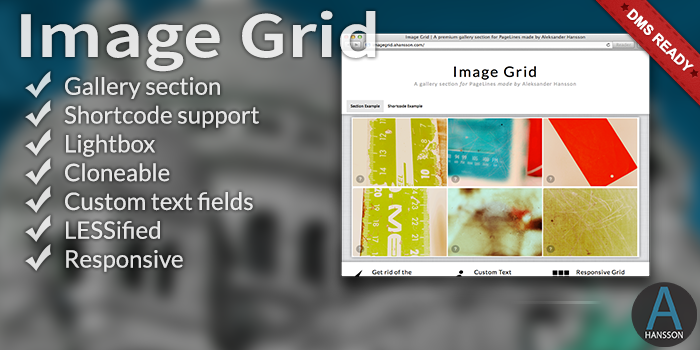 Image Grid
DMS READY
Gallery section
Shortcode support
Lightbox
Cloneable
Custom text fields
LESSified
Responsive
Image Grid | A premium gallery section for PageLines made by Aleksander Hansson
imagegrid.ahansson.com/
Image Grid
A gallery section for PageLines made by Aleksander Hansson
Section Example
Shortcode Example
Get rid of the
Custom Text
Responsive Grid
A
HANSSON